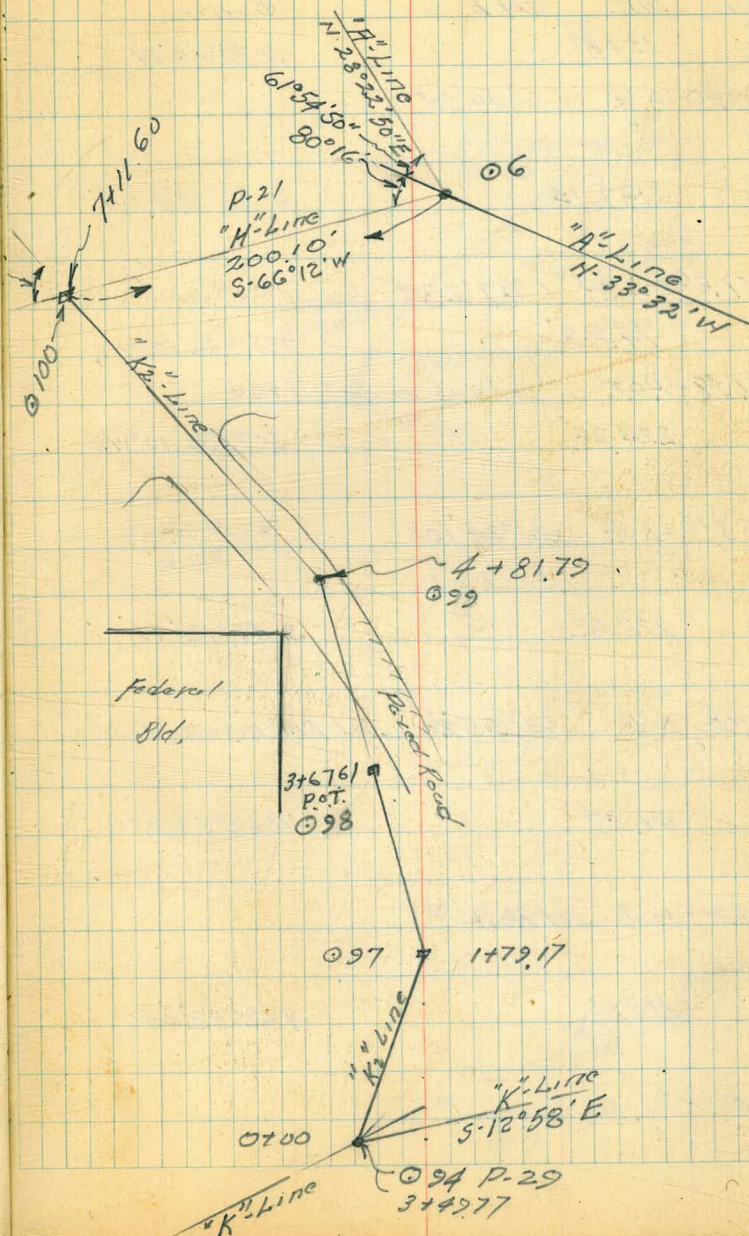 "A"-Line
N-23°22'50"E
61°54'50"
80°16'
⊙6
7+11.60
P-21
"H"-Line
200.10'
S-66°12'W
"A"-Line
N-33°32'W
⊙100
"K2"-Line
4+81.79
⊙99
Federal
Bld.
Paved Road
3+67.61
P.O.T.
⊙98
⊙97
1+79.17
"K2" Line
"K"-Line
S-12°58'E
0+00
⊙94 P-29
3+49.77
"K"-Line